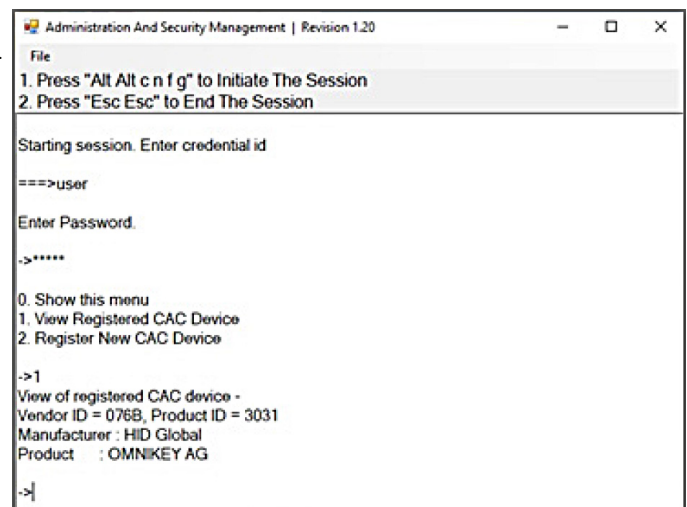 Administration And Security Management | Revision 1.20
File
1. Press "Alt Alt c n f g" to Initiate The Session
2. Press "Esc Esc" to End The Session
Starting session. Enter credential id
===>user
Enter Password.
->*****
0. Show this menu
1. View Registered CAC Device
2. Register New CAC Device
->1
View of registered CAC device -
Vendor ID = 076B, Product ID = 3031
Manufacturer : HID Global
Product : OMNIKEY AG
->